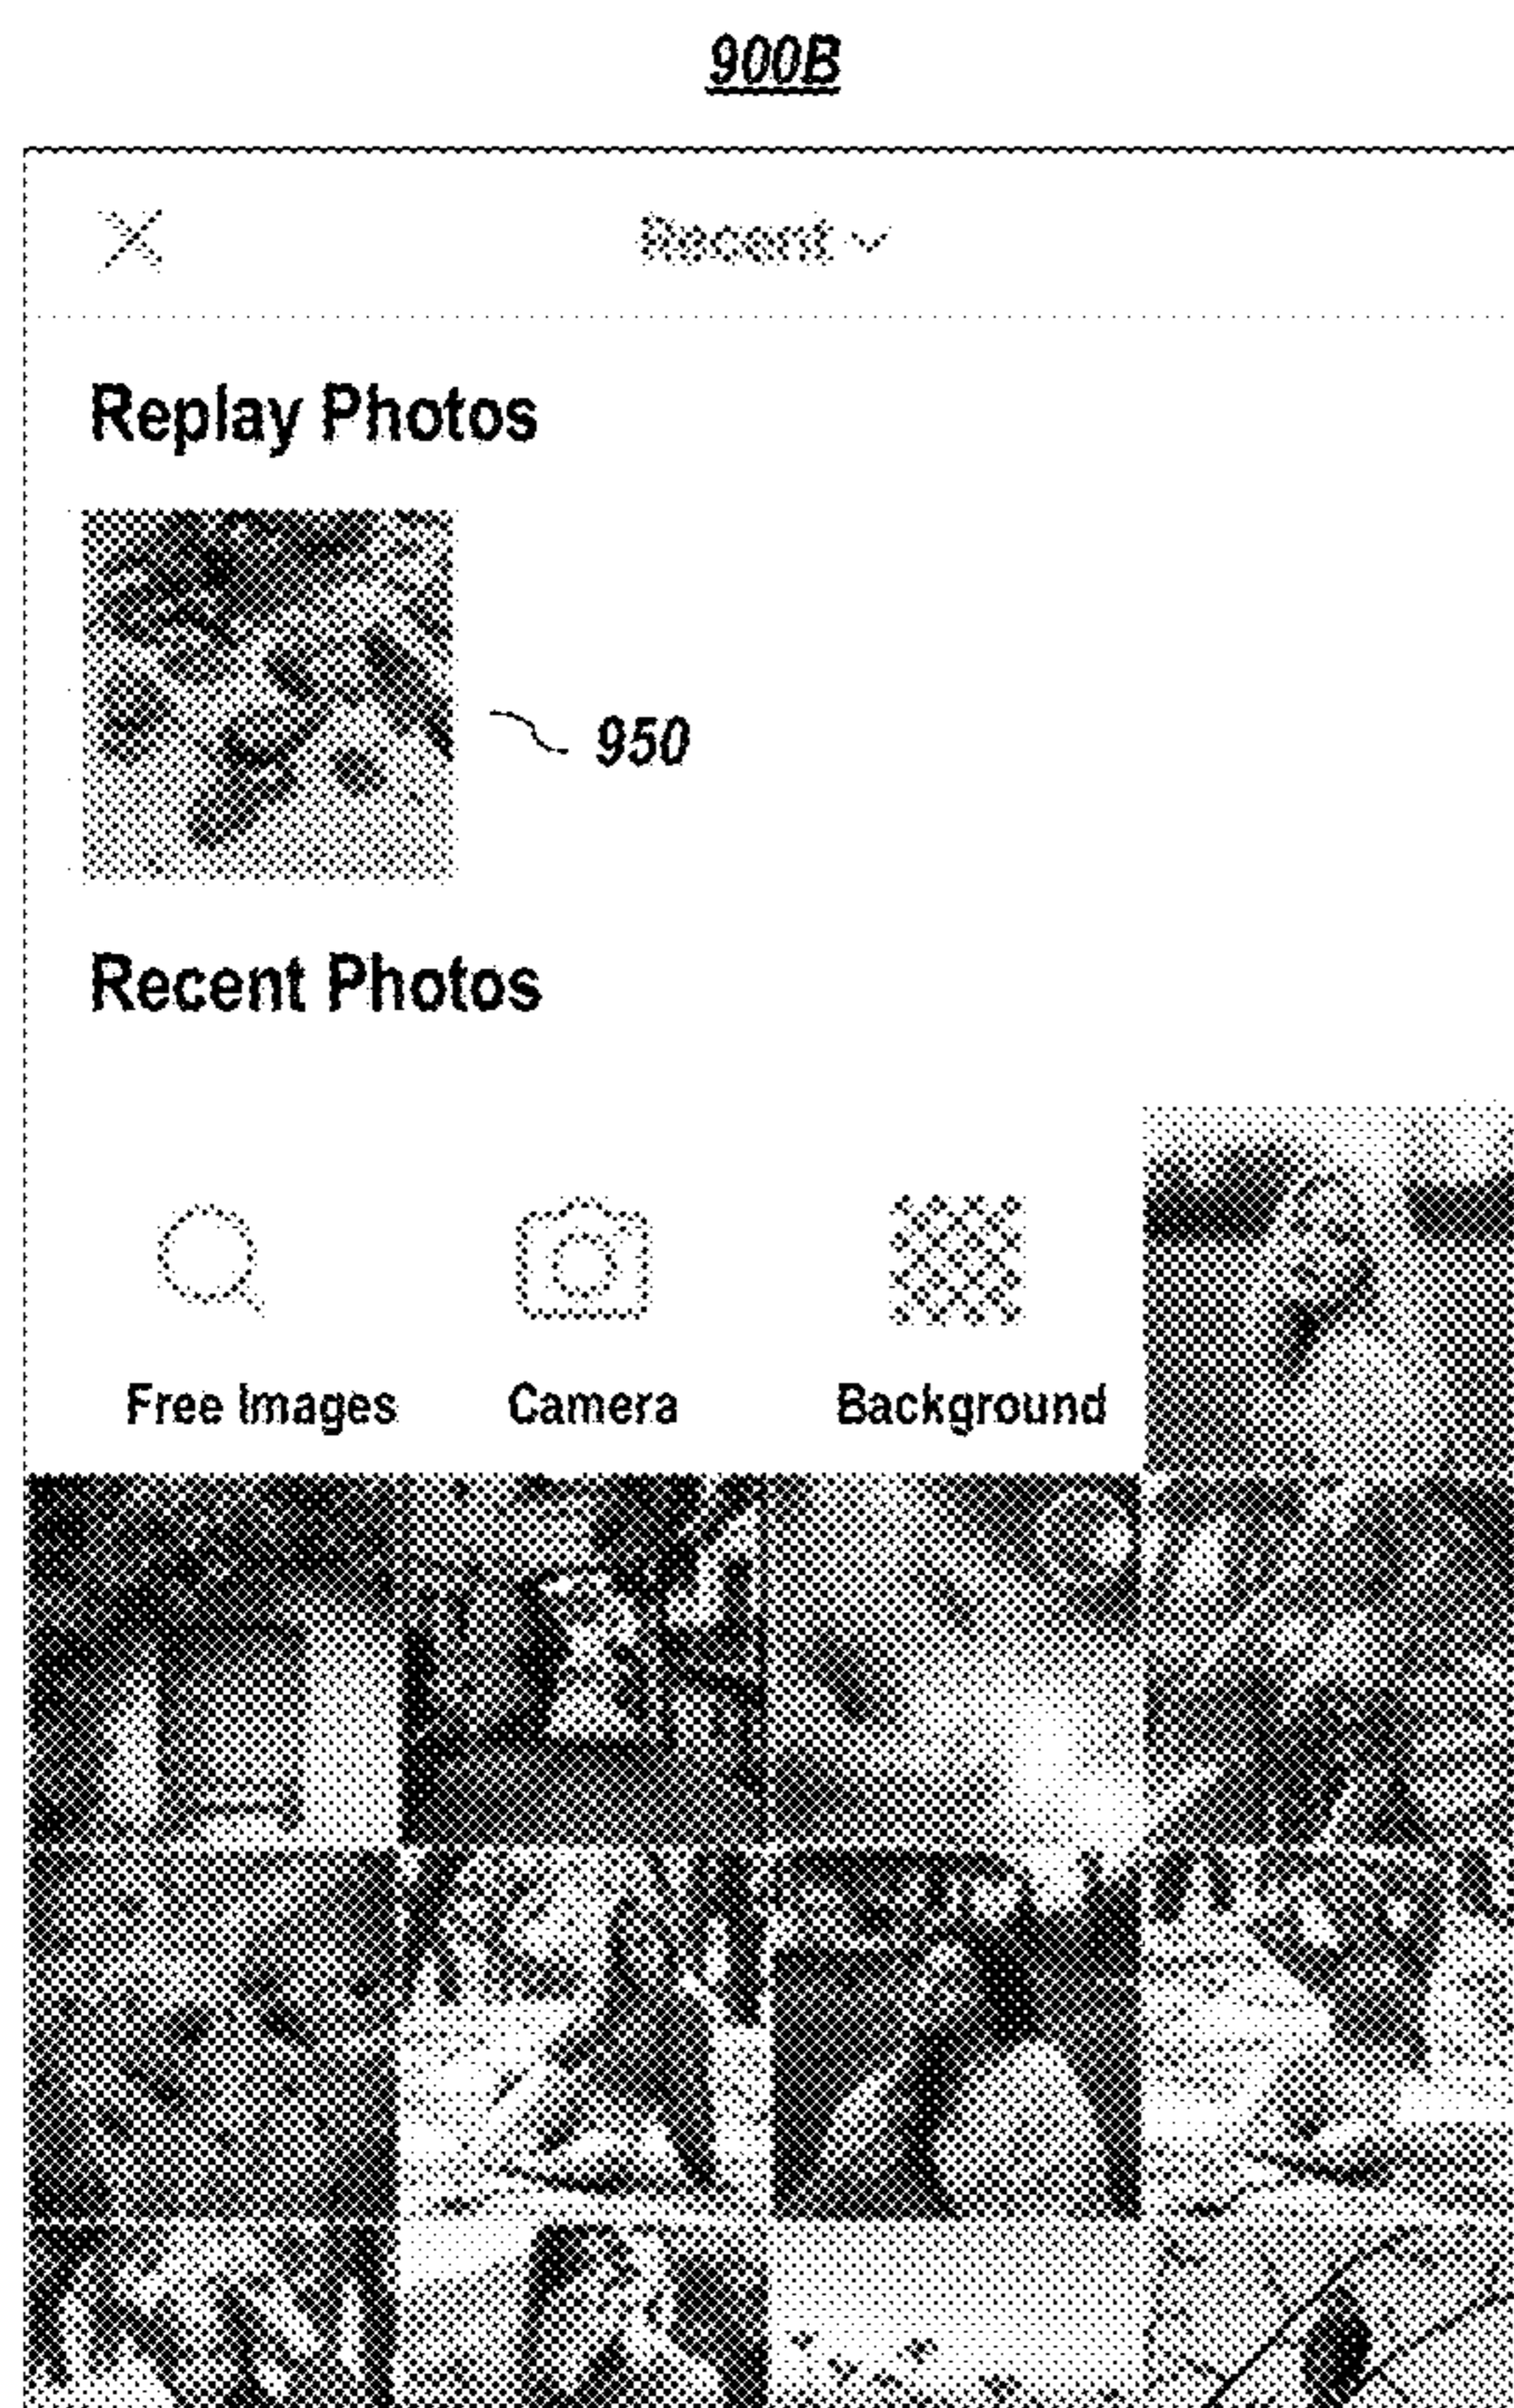 900B
Recent
Replay Photos
950
Recent Photos
Free Images Camera Background